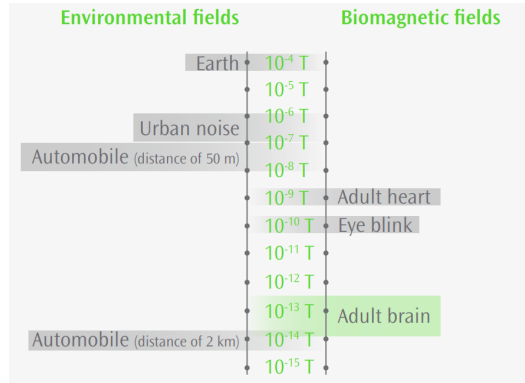 Environmental fields Biomagnetic fields
Earth 10⁻⁴ T
10⁻⁵ T
10⁻⁶ T
Urban noise
10⁻⁷ T
Automobile (distance of 50 m)
10⁻⁸ T
10⁻⁹ T Adult heart
10⁻¹⁰ T Eye blink
10⁻¹¹ T
10⁻¹² T
10⁻¹³ T
Adult brain
Automobile (distance of 2 km) 10⁻¹⁴ T
10⁻¹⁵ T